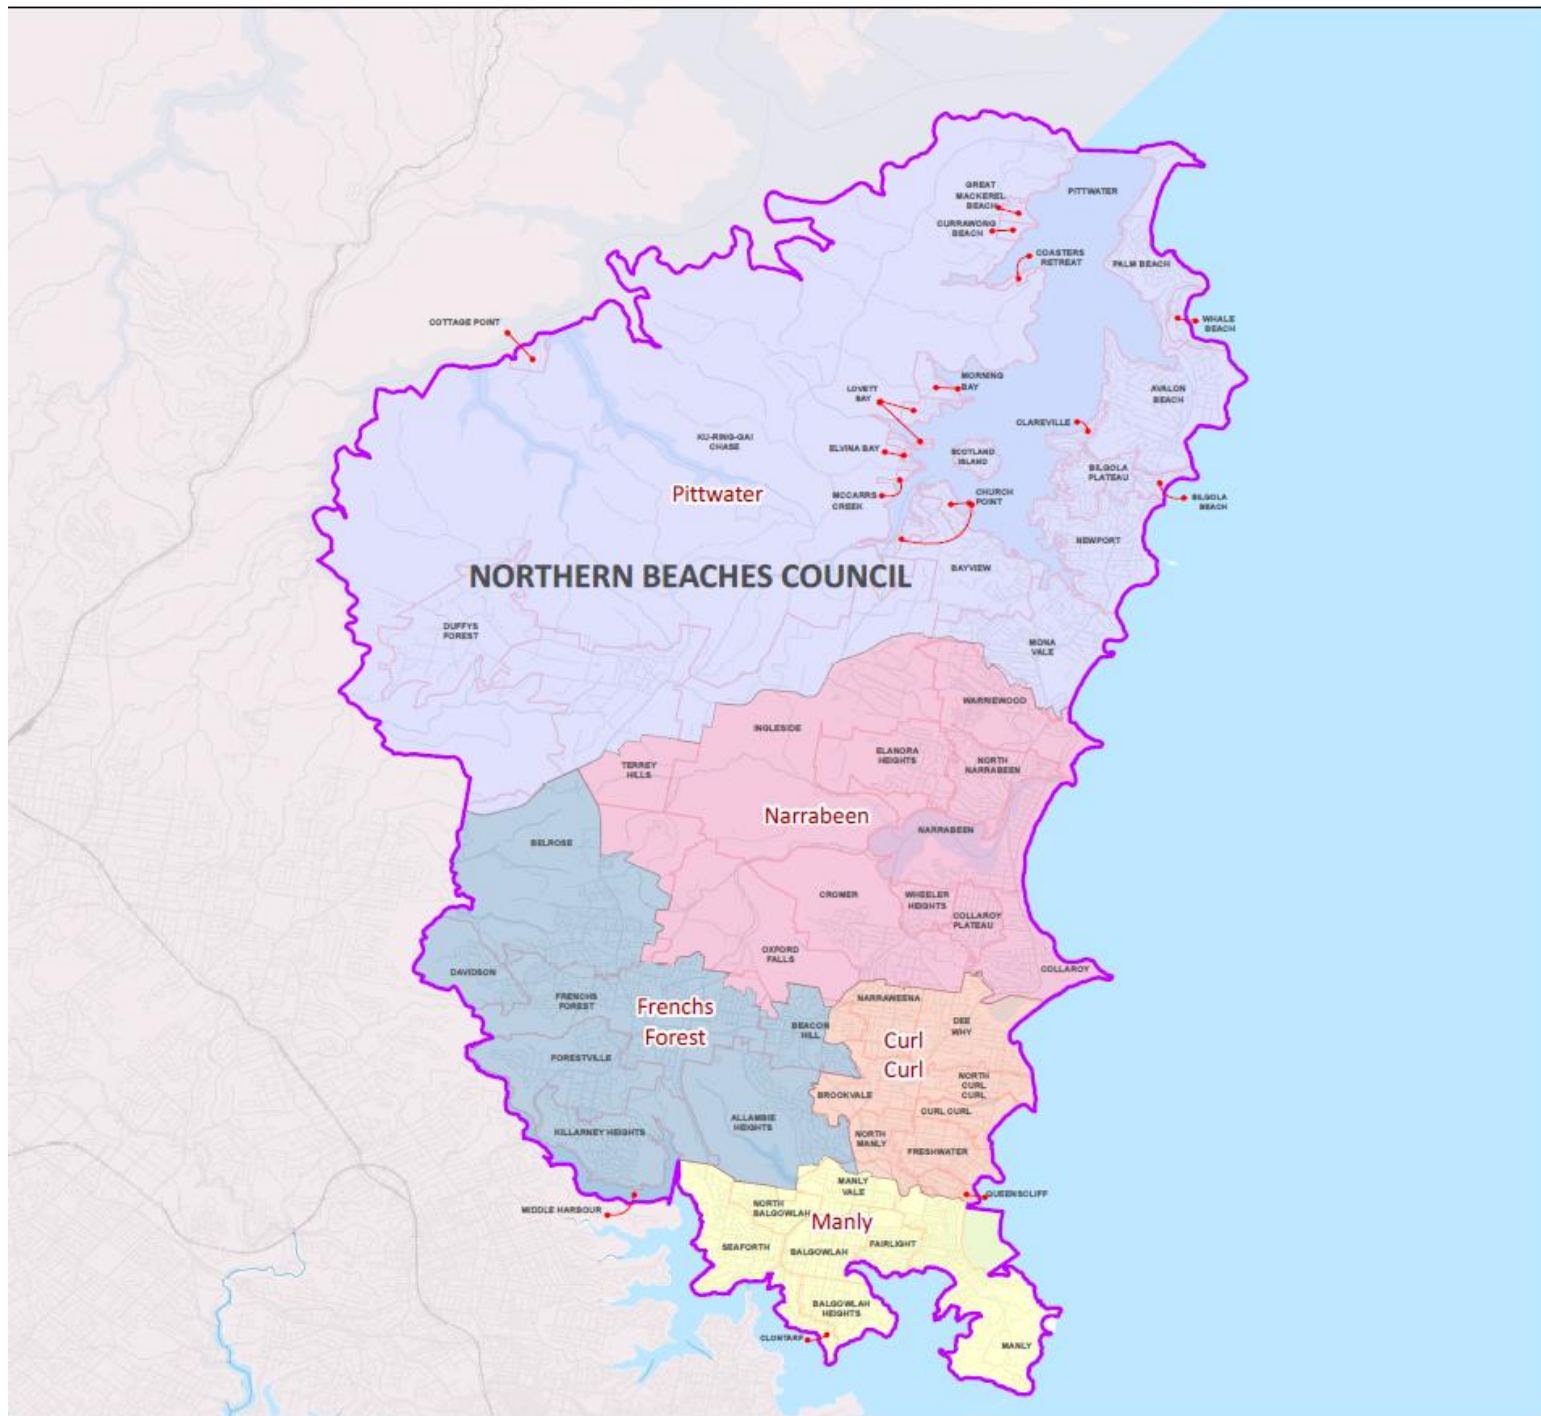 GREAT
MACKEREL
BEACH
PITTWATER
CURRAWONG
BEACH
COASTERS
RETREAT
PALM BEACH
COTTAGE POINT
WHALE
BEACH
MORNING
BAY
LOVETT
BAY
AVALON
BEACH
CLAREVILLE
KU-RING-GAI
CHASE
ELVINA BAY
SCOTLAND
ISLAND
BILGOLA
PLATEAU
Pittwater
MCCARRS
CREEK
CHURCH
POINT
BILGOLA
BEACH
NEWPORT
NORTHERN BEACHES COUNCIL
BAYVIEW
DUFFYS
FOREST
MONA
VALE
WARRIEWOOD
INGLESIDE
ELANORA
HEIGHTS
NORTH
NARRABEEN
TERREY
HILLS
Narrabeen
NARRABEEN
BELROSE
CROMER
WHEELER
HEIGHTS
COLLAROY
PLATEAU
OXFORD
FALLS
COLLAROY
DAVIDSON
FRENCHS
FOREST
Frenchs
Forest
NARRAWEENA
BEACON
HILL
DEE
WHY
Curl
Curl
FORESTVILLE
NORTH
CURL
CURL
BROOKVALE
CURL CURL
ALLAMBIE
HEIGHTS
KILLARNEY HEIGHTS
NORTH
MANLY
FRESHWATER
MANLY
VALE
QUEENSCLIFF
MIDDLE HARBOUR
NORTH
BALGOWLAH
Manly
SEAFORTH
BALGOWLAH
FAIRLIGHT
BALGOWLAH
HEIGHTS
CLONTARF
MANLY